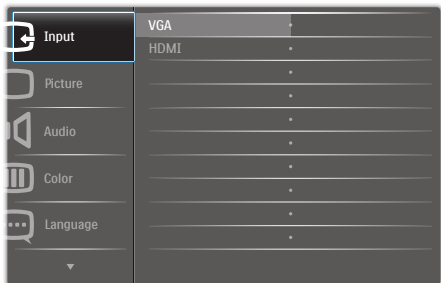 Input
Picture
Audio
Color
Language
VGA
HDMI